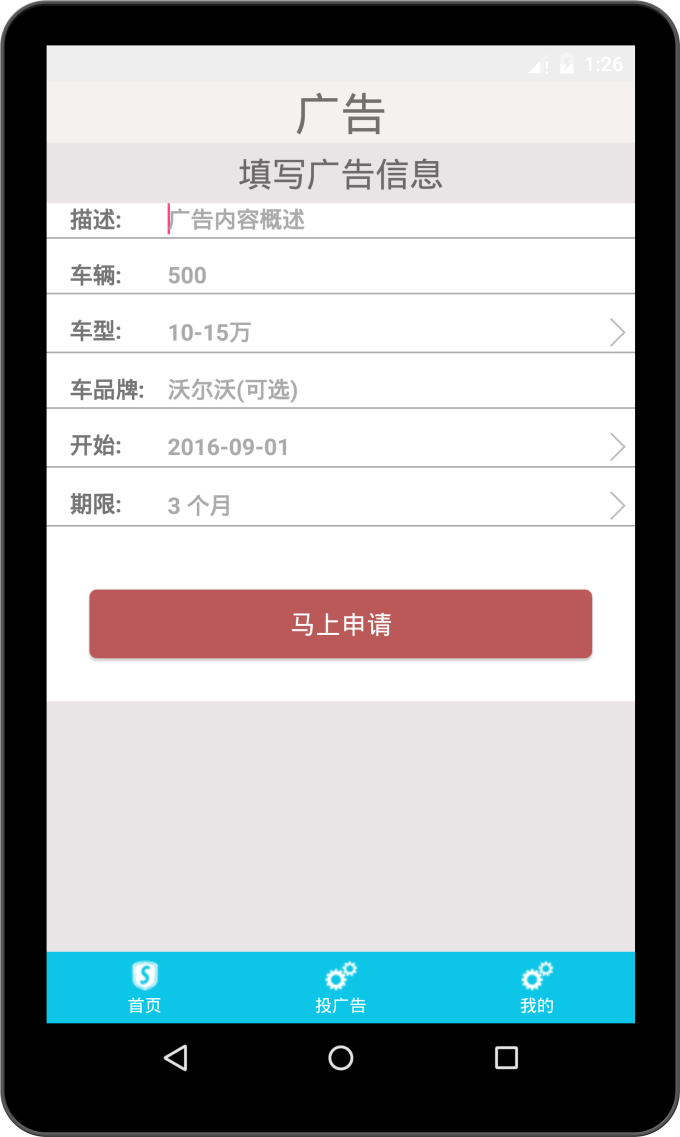 1:26
广告
填写广告信息
描述: 广告内容概述
车辆: 500
车型: 10-15万
车品牌: 沃尔沃(可选)
开始: 2016-09-01
期限: 3 个月
马上申请
首页 投广告 我的